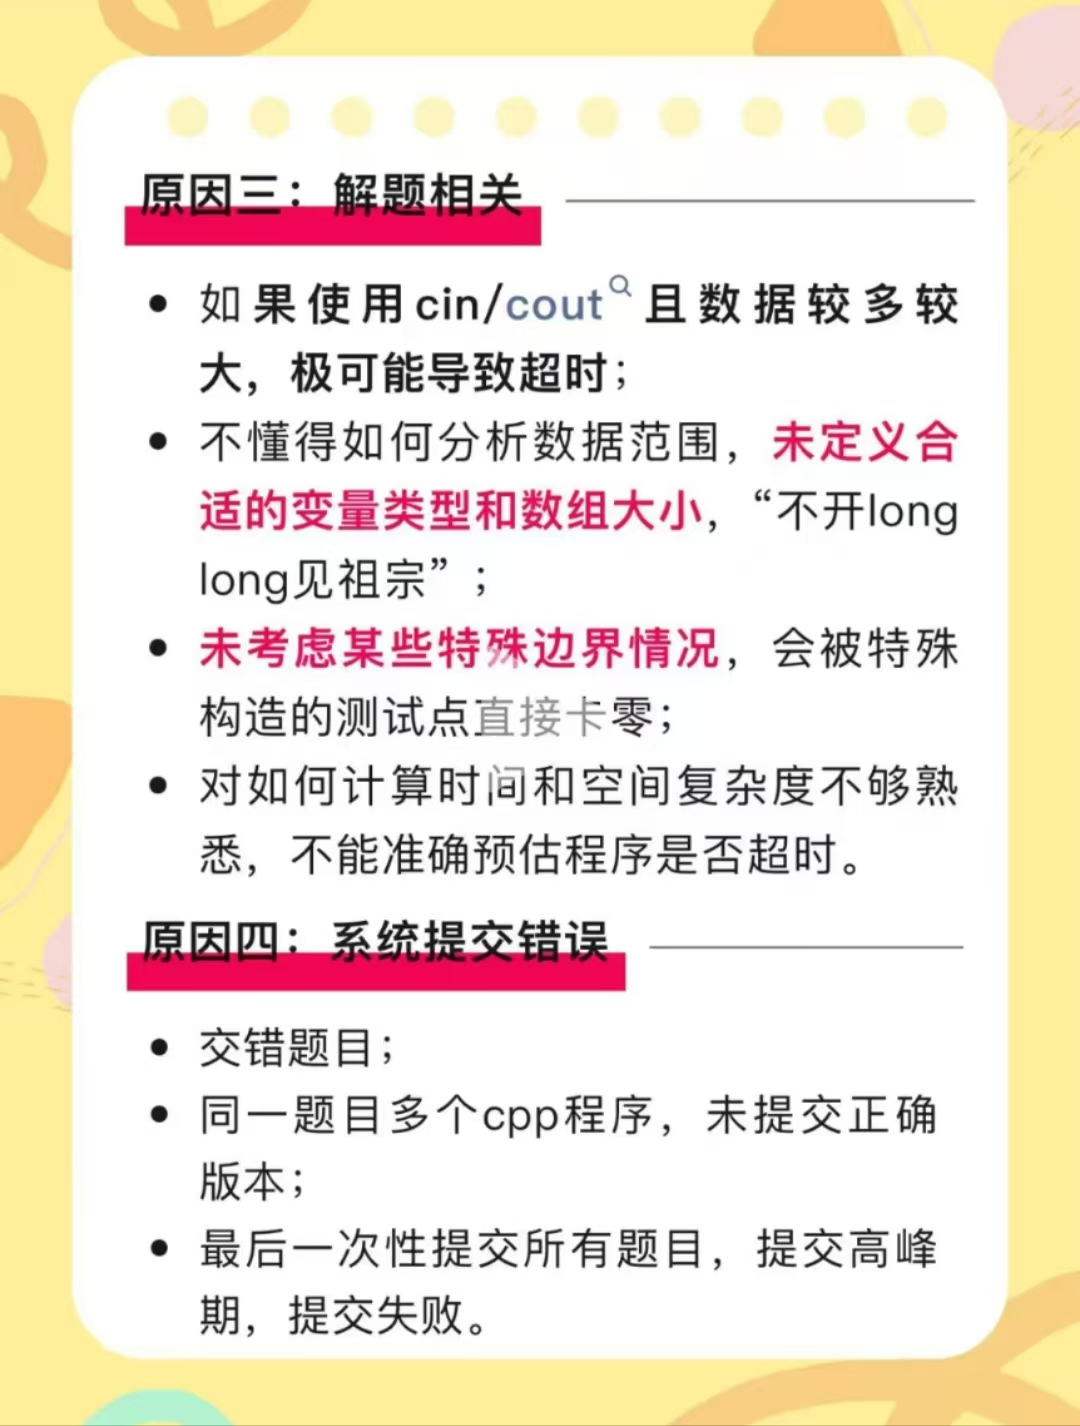 原因三：解题相关
如果使用cin/cout且数据较多较
大，极可能导致超时；
不懂得如何分析数据范围，未定义合
适的变量类型和数组大小，“不开long
long见祖宗”；
未考虑某些特殊边界情况，会被特殊
构造的测试点直接卡零；
对如何计算时间和空间复杂度不够熟
悉，不能准确预估程序是否超时。
原因四：系统提交错误
交错题目；
同一题目多个cpp程序，未提交正确
版本；
最后一次性提交所有题目，提交高峰
期，提交失败。